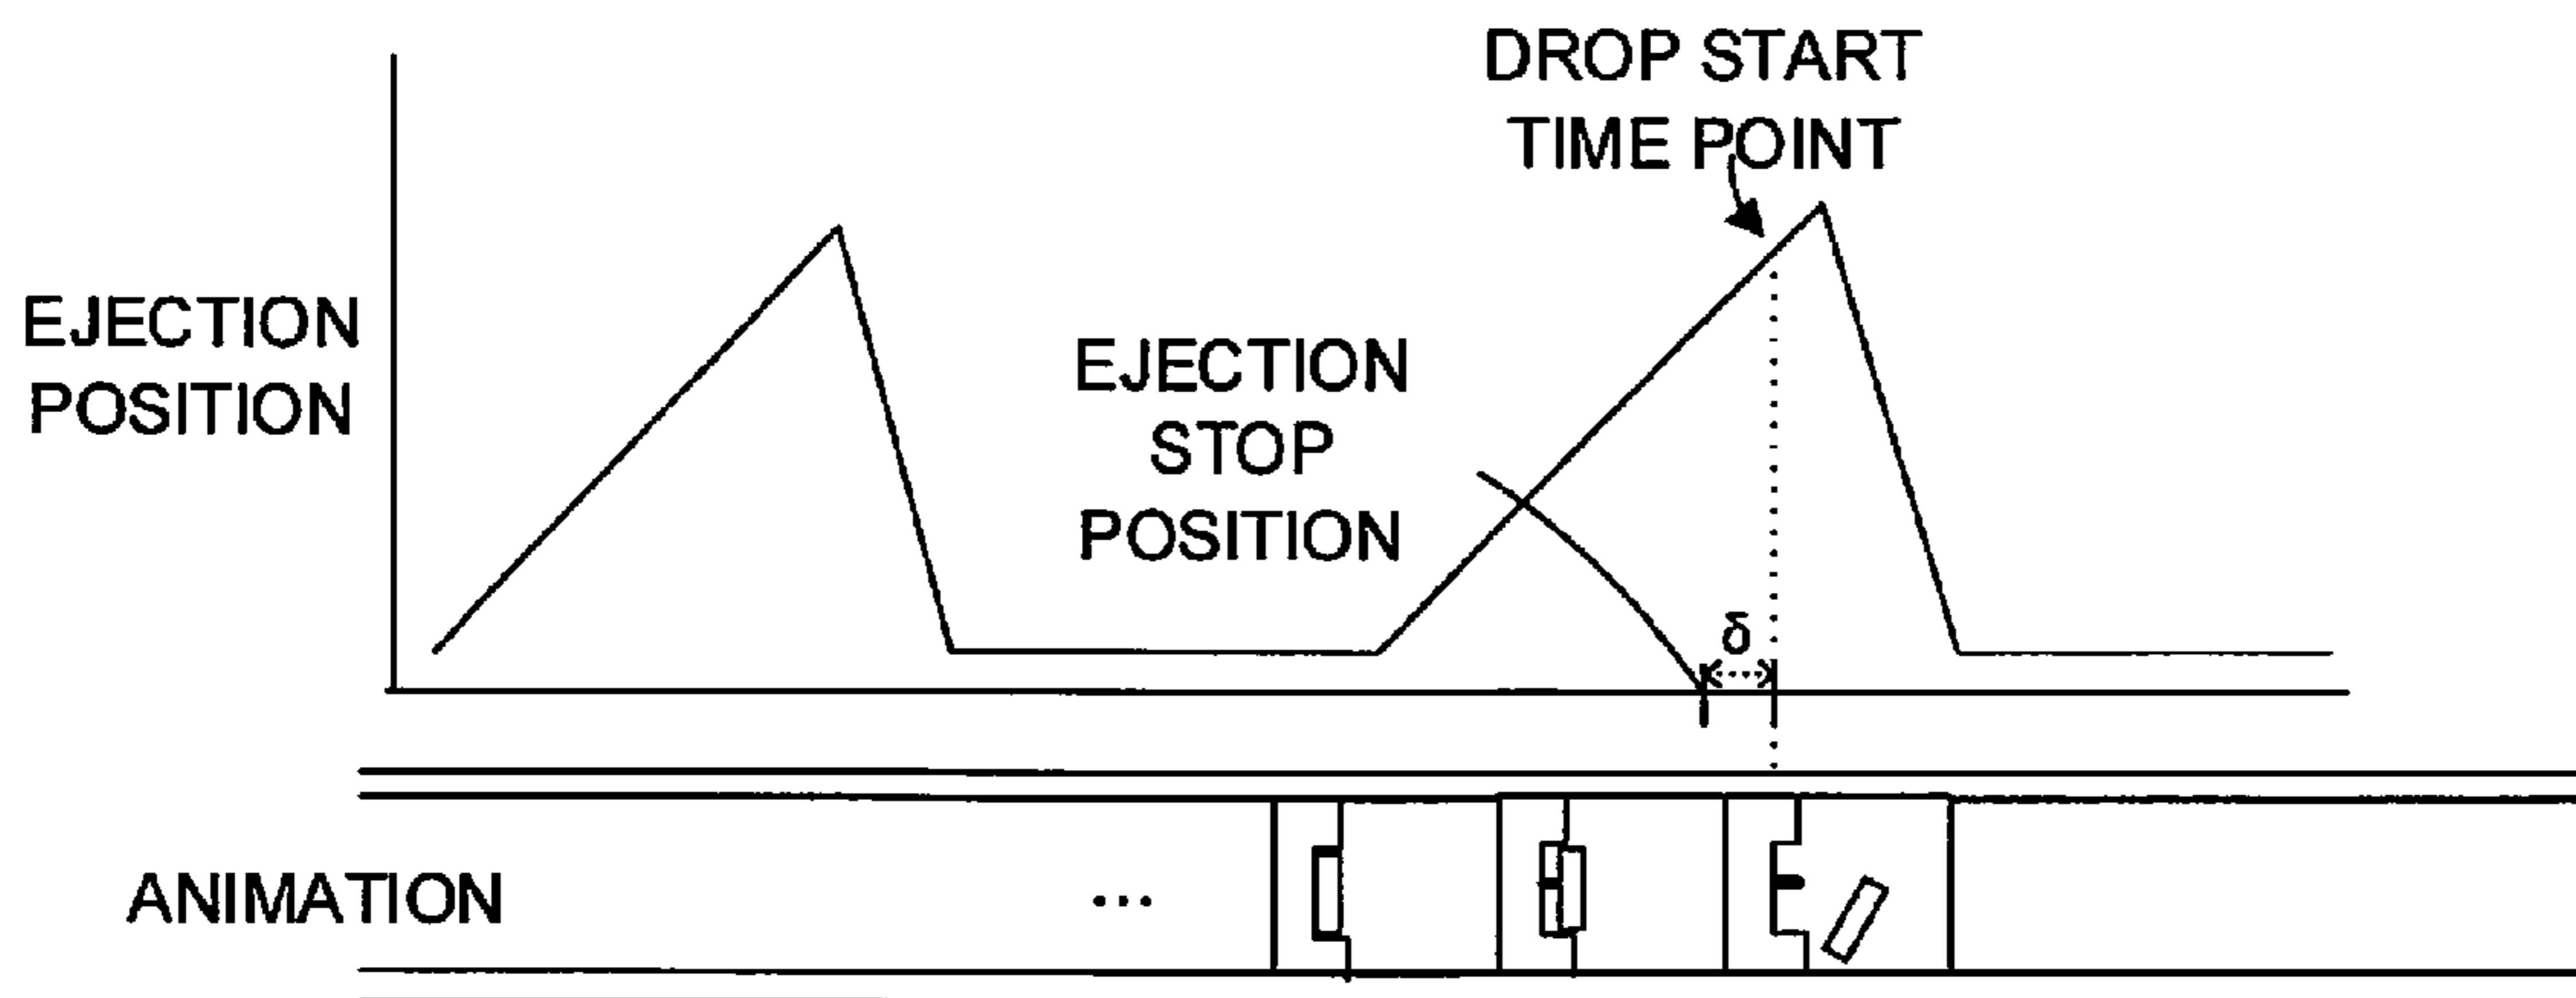 DROP START
TIME POINT
EJECTION
POSITION
EJECTION
STOP
POSITION
δ
ANIMATION
...